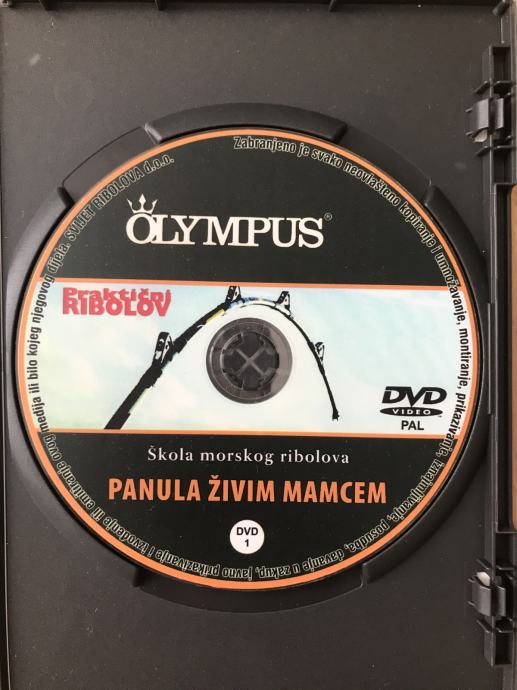 Zabranjeno je svako neovlašteno kopiranje i umnožavanje, montiranje, prikazivanje, iznajmljivanje, posudba, davanje u zakup, javno prikazivanje i izvođenje ili emitiranje ovog medija ili bilo kojeg njegovog dijela. SVIJET RIBOLOVA d.o.o.
OLYMPUS®
Praktični
RIBOLOV
DVD
VIDEO
PAL
Škola morskog ribolova
PANULA ŽIVIM MAMCEM
DVD
1